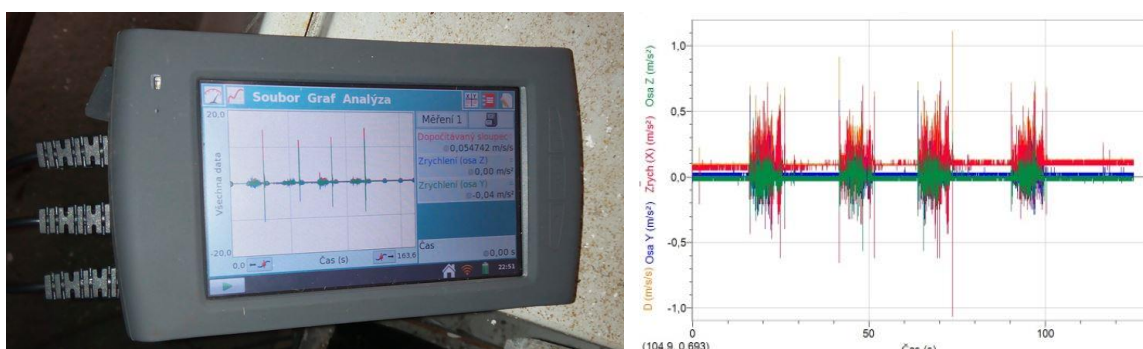 Soubor Graf Analýza
Měření 1
20,0
Dopočítávaný sloupec
0,054742 m/s/s
Zrychlení (osa Z)
0,00 m/s²
Zrychlení (osa Y)
-0,04 m/s²
Všechna data
-20,0
Čas
0,00 s
0,0
Čas (s)
163,6
22:51
D (m/s/s) Osa Y (m/s²) Zrych (X) (m/s²) Osa Z (m/s²)
1,0
0,5
0,0
-0,5
-1,0
0
50
100
(104,9, 0,693)
Čas (s)